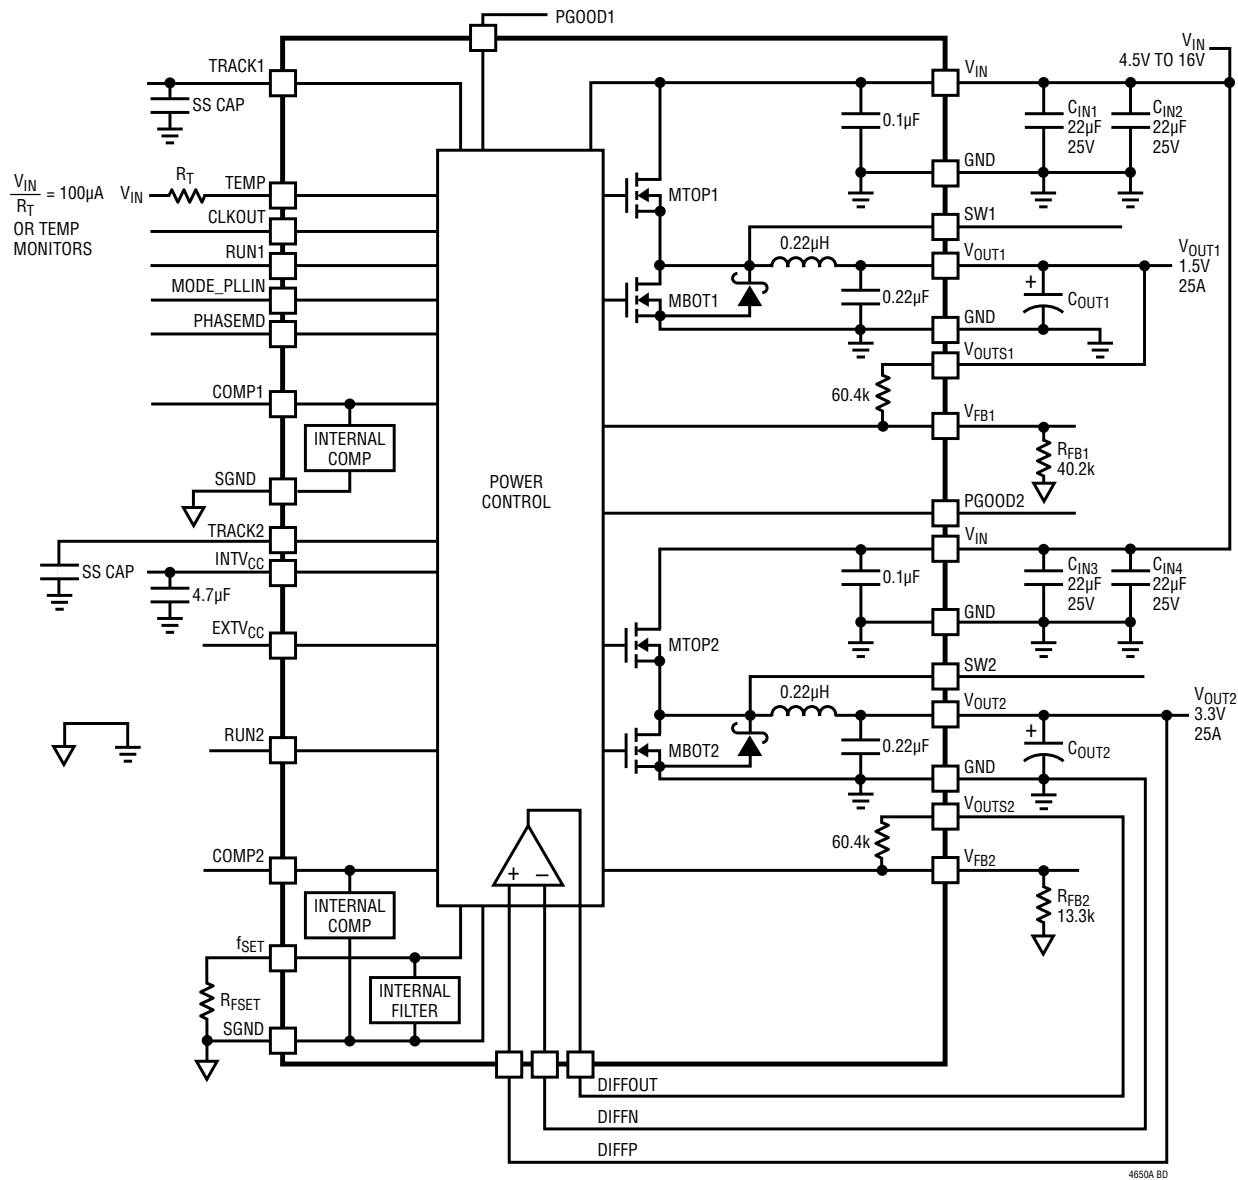 PGOOD1
TRACK1
SS CAP
VIN
4.5V TO 16V
VIN
0.1µF
CIN1
22µF
25V
CIN2
22µF
25V
GND
VIN
RT
= 100µA
OR TEMP
MONITORS
VIN
RT
TEMP
MTOP1
CLKOUT
SW1
RUN1
0.22µH
VOUT1
VOUT1
1.5V
25A
MODE_PLLIN
MBOT1
0.22µF
+
COUT1
PHASEMD
GND
VOUTS1
COMP1
60.4k
VFB1
INTERNAL
COMP
RFB1
40.2k
SGND
POWER
CONTROL
PGOOD2
TRACK2
VIN
SS CAP
INTVCC
4.7µF
0.1µF
CIN3
22µF
25V
CIN4
22µF
25V
GND
EXTVCC
MTOP2
SW2
0.22µH
VOUT2
VOUT2
3.3V
25A
RUN2
MBOT2
0.22µF
+
COUT2
GND
VOUTS2
60.4k
COMP2
+ –
VFB2
INTERNAL
COMP
RFB2
13.3k
fSET
RFSET
INTERNAL
FILTER
SGND
DIFFOUT
DIFFN
DIFFP
4650A BD